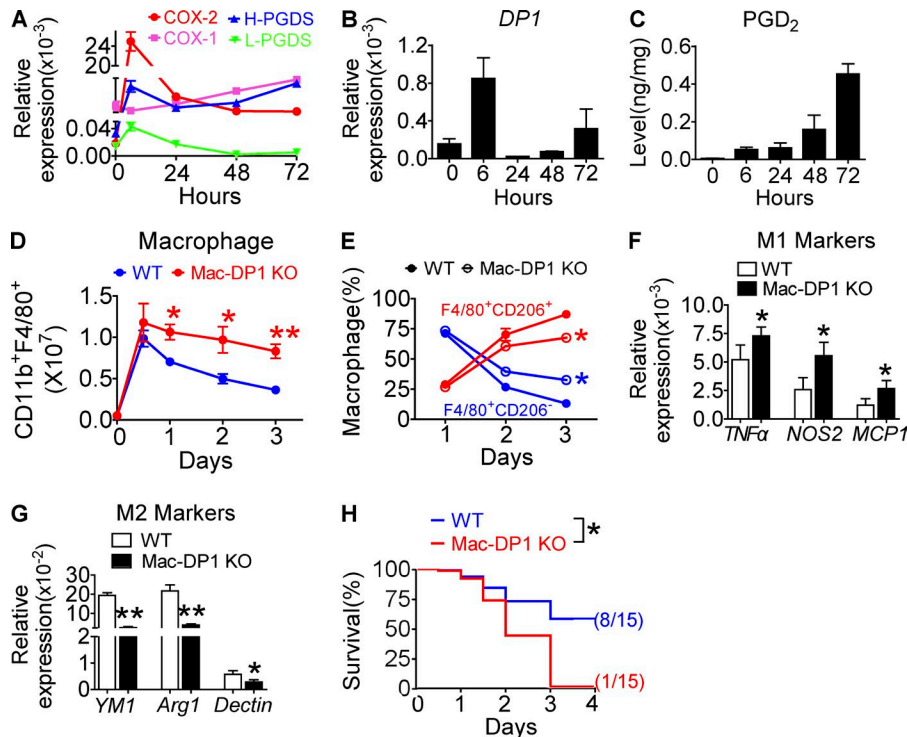 A
COX-2
H-PGDS
COX-1
L-PGDS
Relative
expression(x10⁻³)
24
20
0.04
0.00
0
24
48
72
Hours
B
DP1
Relative
expression(x10⁻³)
1.2
0.8
0.4
0.0
0
6
24
48
72
Hours
C
PGD₂
Level(ng/mg)
0.6
0.4
0.2
0.0
0
6
24
48
72
Hours
D
Macrophage
WT
Mac-DP1 KO
CD11b⁺F4/80⁺
(X10⁷)
1.5
1.0
0.5
0.0
*
*
**
0
1
2
3
Days
E
WT
Mac-DP1 KO
Macrophage(%)
100
75
50
25
0
F4/80⁺CD206⁺
*
*
F4/80⁺CD206⁻
1
2
3
Days
F
M1 Markers
WT
Mac-DP1 KO
Relative
expression(x10⁻³)
10.0
7.5
5.0
2.5
0.0
*
*
*
TNFα
NOS2
MCP1
G
M2 Markers
WT
Mac-DP1 KO
Relative
expression(x10⁻²)
30
20
10
2
1
0
**
**
*
YM1
Arg1
Dectin
H
WT
Mac-DP1 KO
*
Survival(%)
100
75
50
25
0
(8/15)
(1/15)
0
1
2
3
4
Days